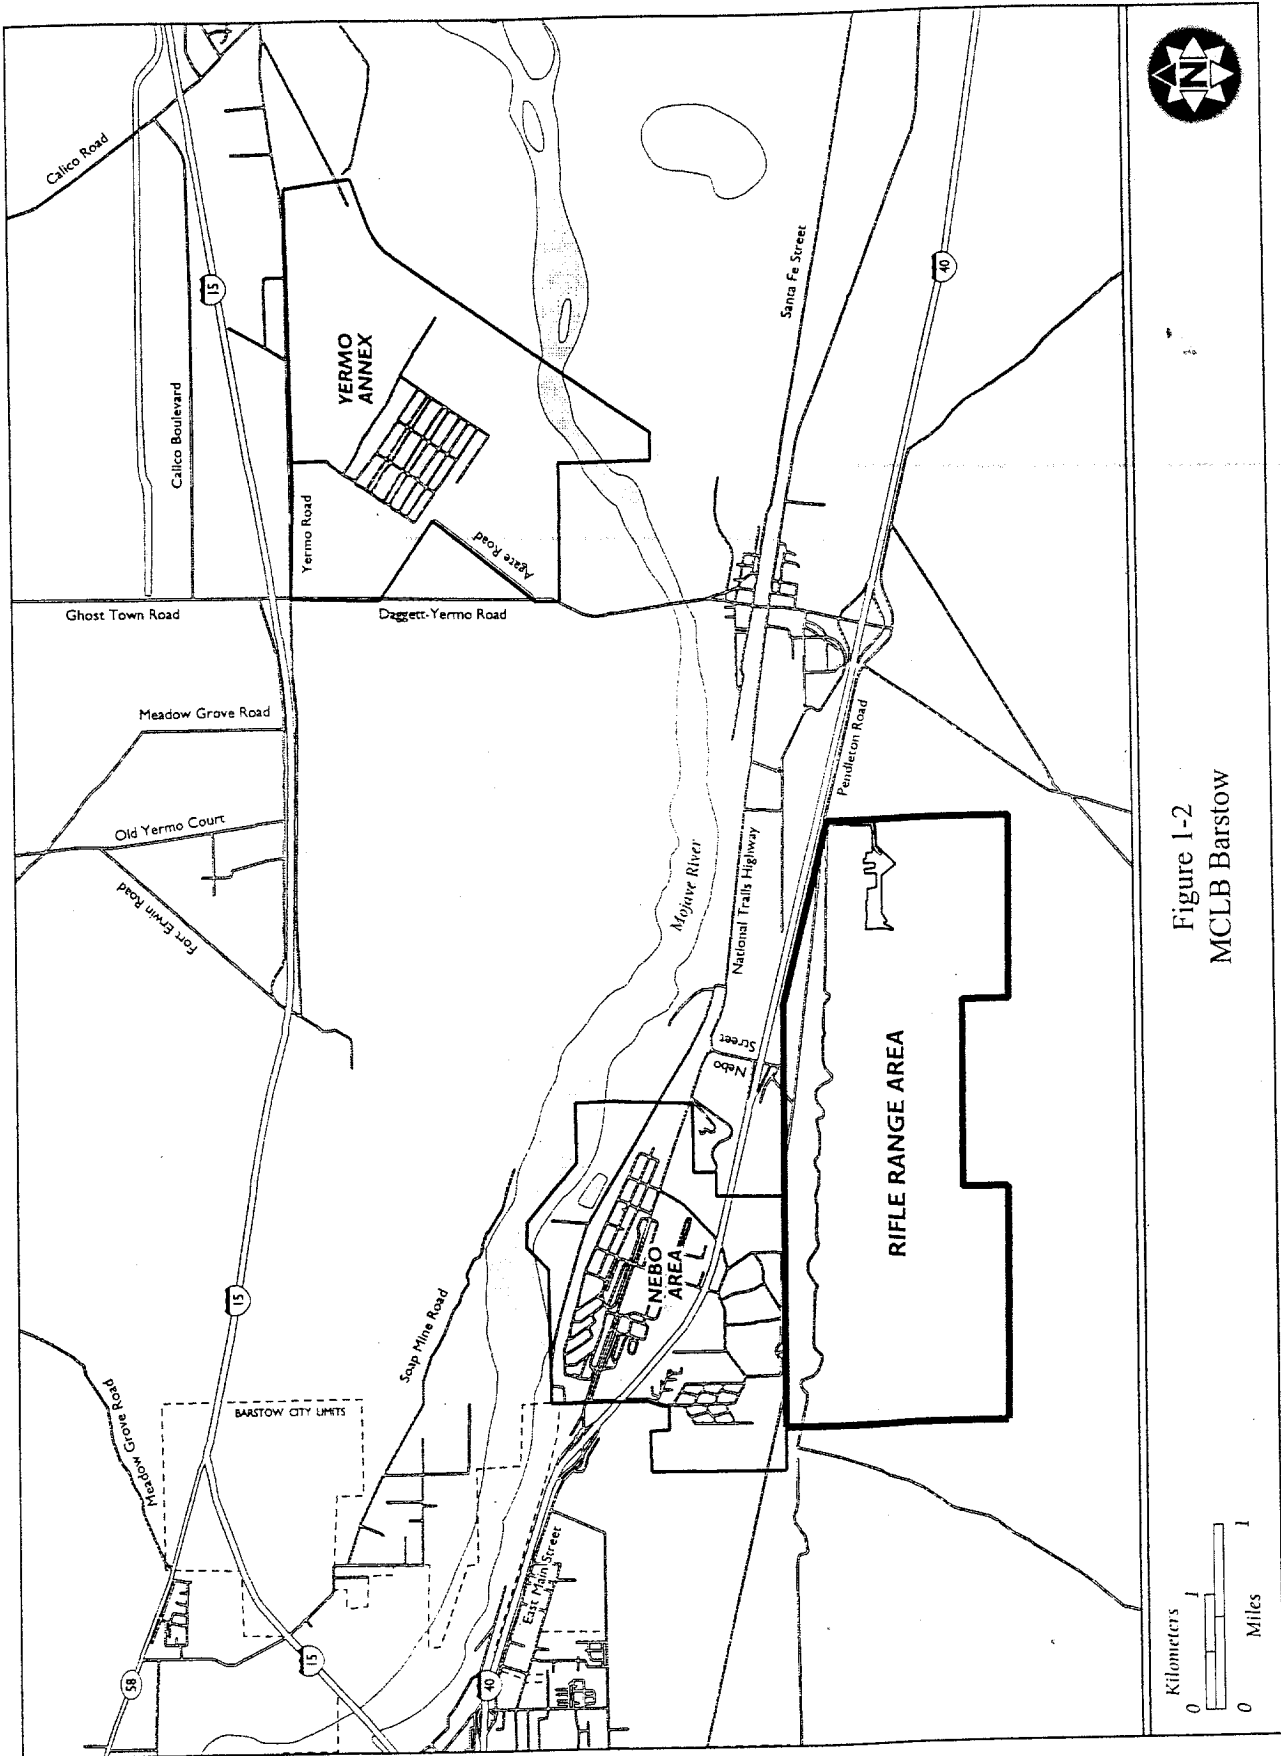 Calico Road
15
Calico Boulevard
YERMO
ANNEX
Yermo Road
Agate Road
Ghost Town Road
Daggett-Yermo Road
Santa Fe Street
40
Meadow Grove Road
Old Yermo Court
Fort Erwin Road
Mojave River
National Trails Highway
Pendleton Road
Nebo
Street
NEBO
AREA
RIFLE RANGE AREA
15
Soap Mine Road
Meadow Grove Road
BARSTOW CITY LIMITS
East Main Street
58
15
40
N
Figure 1-2
MCLB Barstow
Kilometers
0 1
0 1
Miles